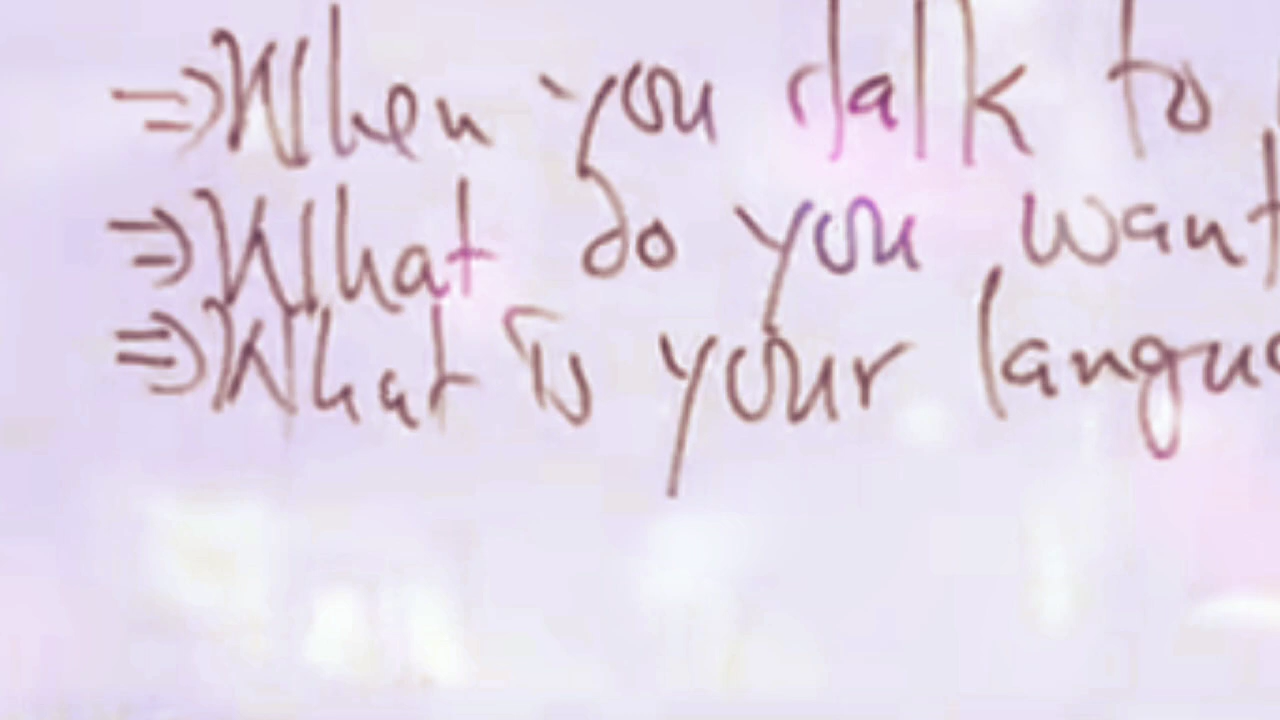 ⇒When you talk to
⇒What do you want
⇒What is your langu